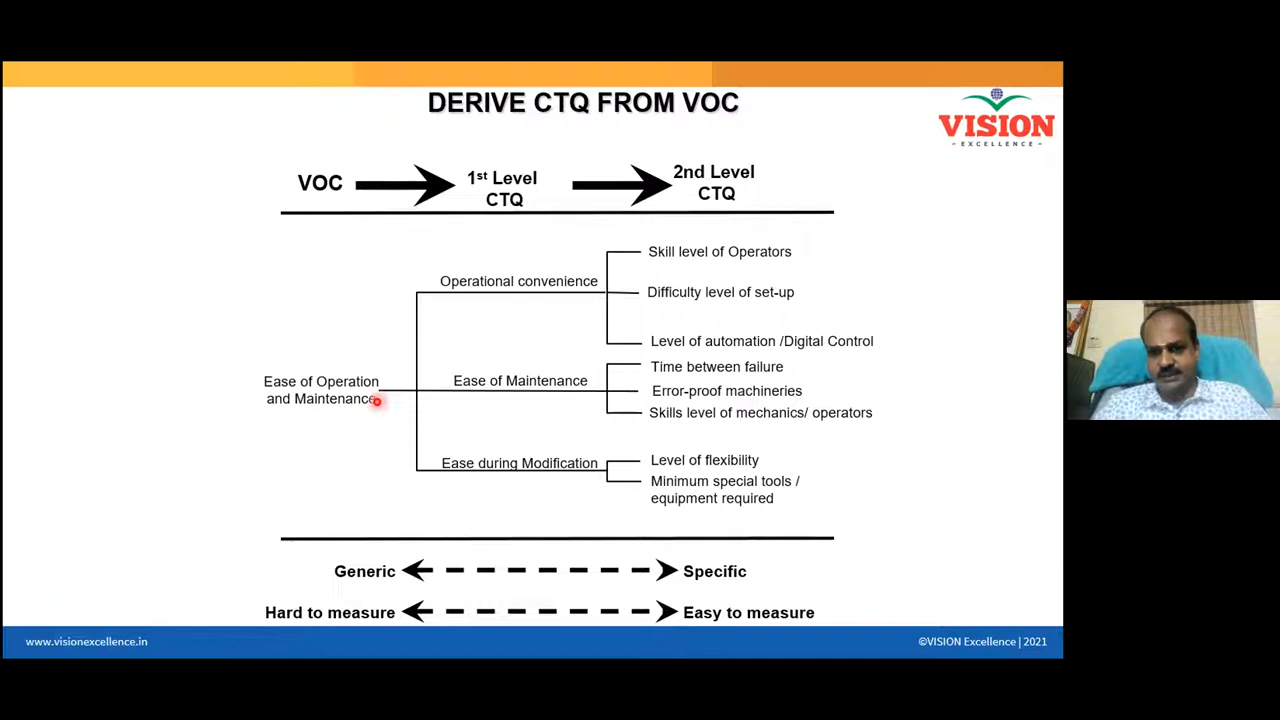 DERIVE CTQ FROM VOC
VISION
- EXCELLENCE -
VOC
1st Level
CTQ
2nd Level
CTQ
Skill level of Operators
Operational convenience
Difficulty level of set-up
Level of automation /Digital Control
Time between failure
Ease of Operation
and Maintenance
Ease of Maintenance
Error-proof machineries
Skills level of mechanics/ operators
Ease during Modification
Level of flexibility
Minimum special tools /
equipment required
Generic
Specific
Hard to measure
Easy to measure
www.visionexcellence.in
©VISION Excellence | 2021